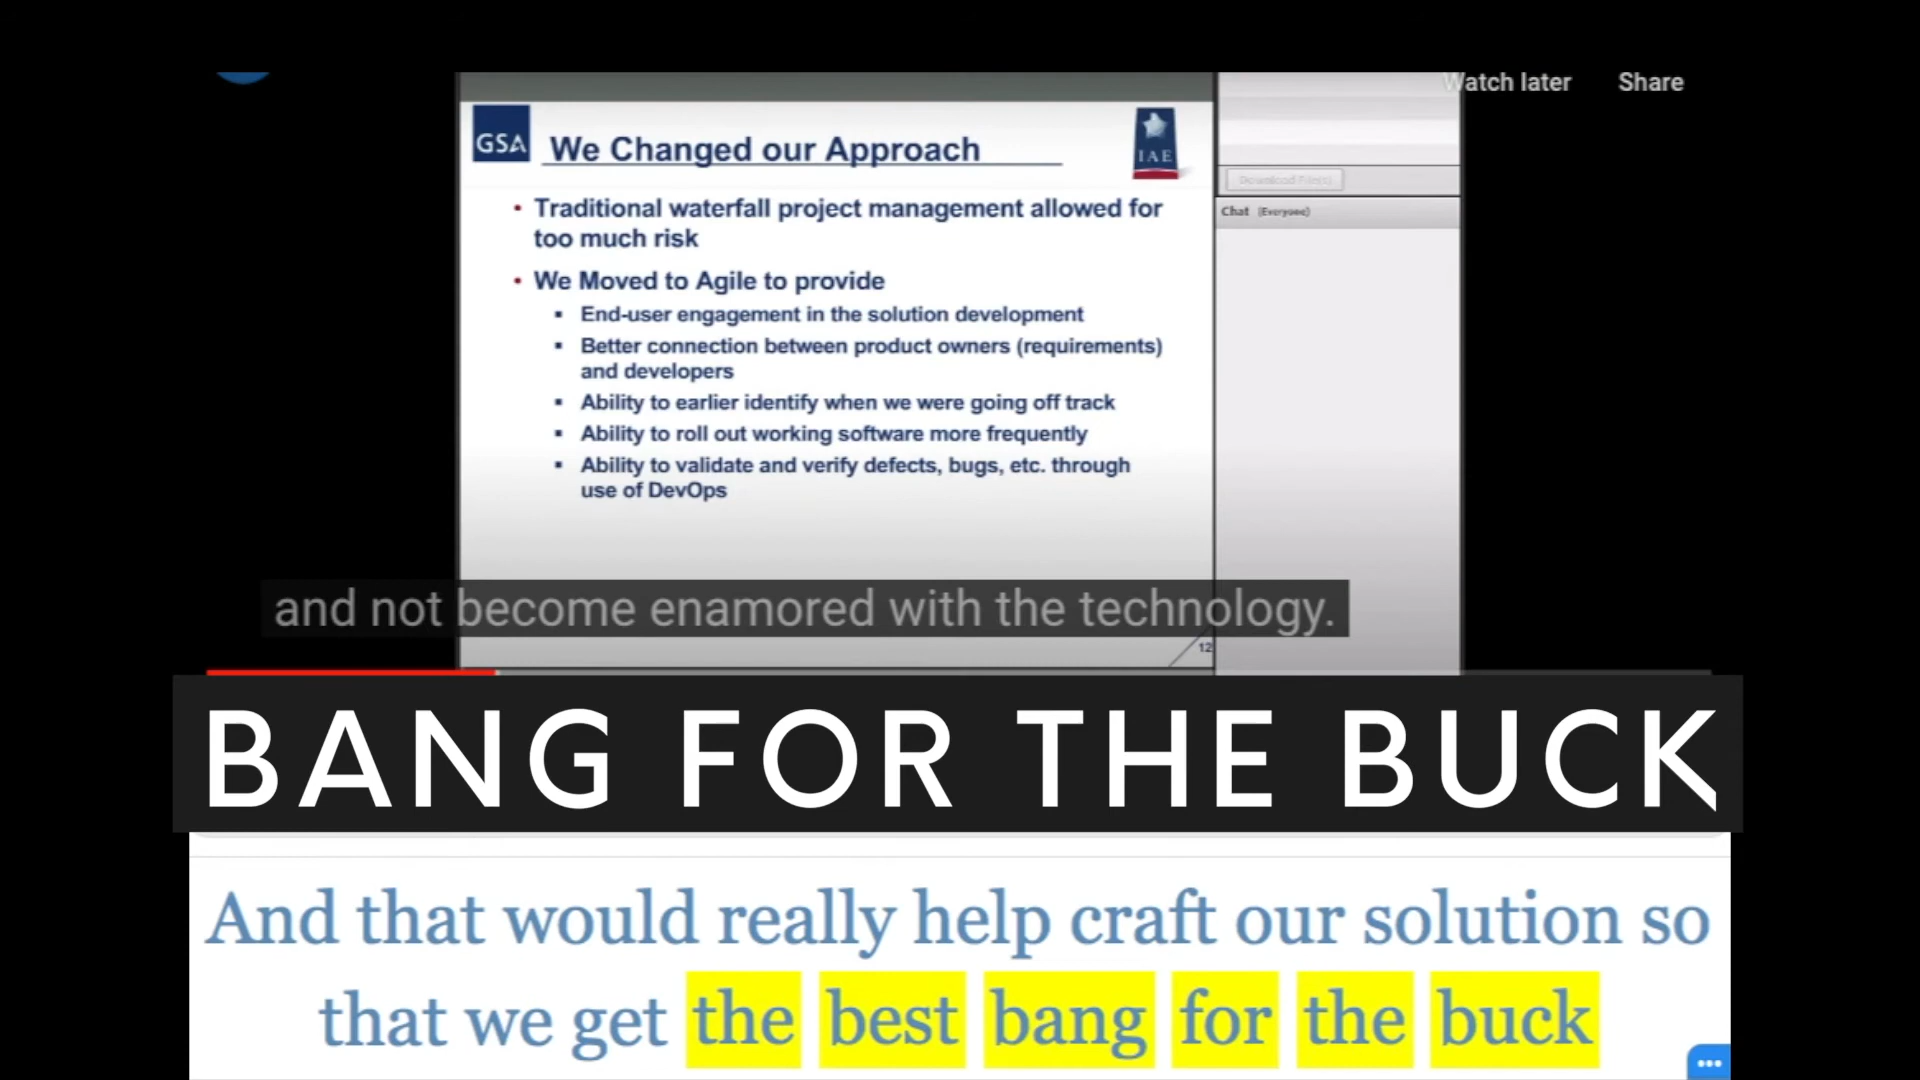 Watch later Share
GSA We Changed our Approach
IAE
Download File(s)
Chat (Everyone)
• Traditional waterfall project management allowed for
too much risk
• We Moved to Agile to provide
▪ End-user engagement in the solution development
▪ Better connection between product owners (requirements)
and developers
▪ Ability to earlier identify when we were going off track
▪ Ability to roll out working software more frequently
▪ Ability to validate and verify defects, bugs, etc. through
use of DevOps
and not become enamored with the technology.
12
BANG FOR THE BUCK
And that would really help craft our solution so
that we get the best bang for the buck